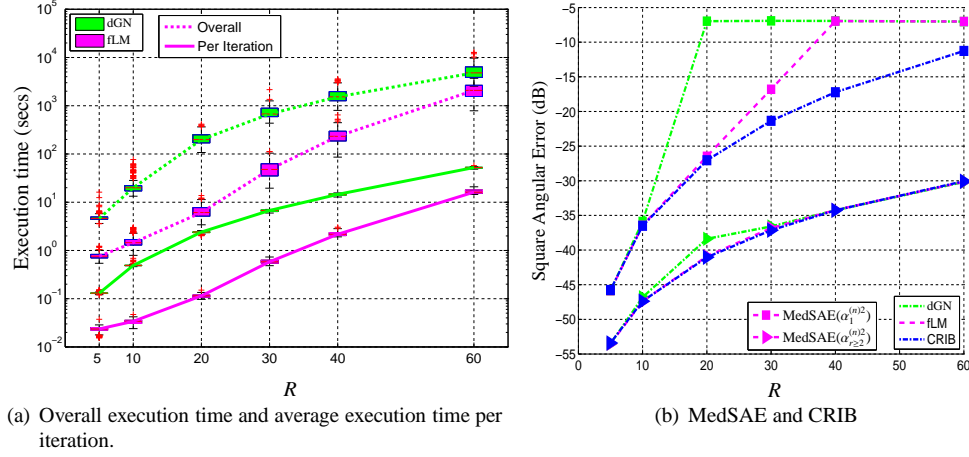 10^5
10^4
10^3
10^2
10^1
10^0
10^{-1}
10^{-2}
Execution time (secs)
dGN
fLM
Overall
Per Iteration
5 10 20 30 40 60
R
(a) Overall execution time and average execution time per
iteration.
−5
−10
−15
−20
−25
−30
−35
−40
−45
−50
−55
Square Angular Error (dB)
MedSAE(α_1^{(n)2})
MedSAE(α_{r≥2}^{(n)2})
dGN
fLM
CRIB
0 10 20 30 40 50 60
R
(b) MedSAE and CRIB